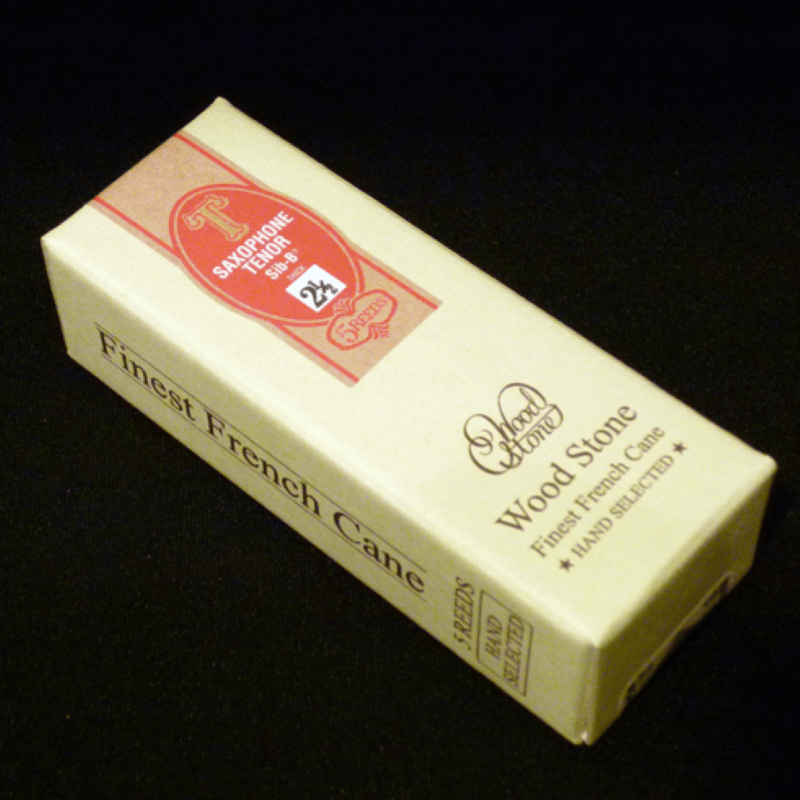 T
SAXOPHONE
TENOR
Sib-B♭
THICK
2½
5 REEDS
Wood
Stone
Wood Stone
Finest French Cane
★ HAND SELECTED ★
Finest French Cane
5 REEDS
HAND
SELECTED